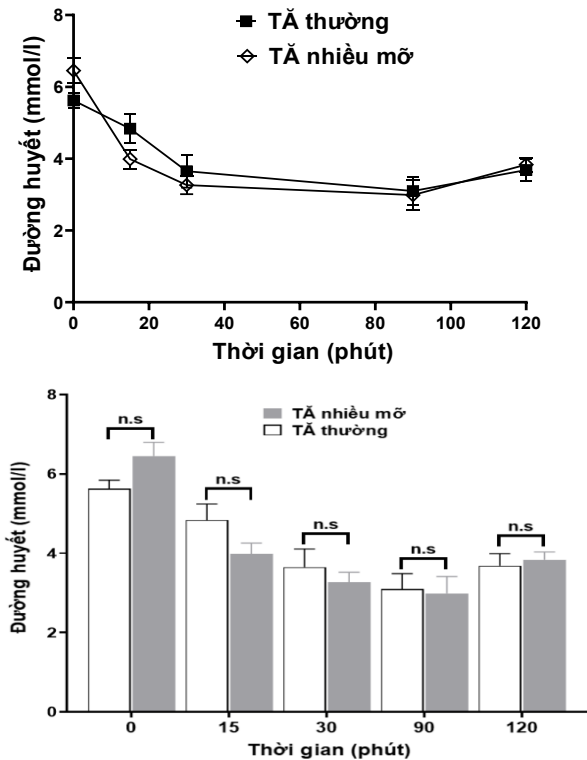 8
TĂ thường
TĂ nhiều mỡ
6
4
2
0
0 20 40 60 80 100 120
Đường huyết (mmol/l)
Thời gian (phút)
8
TĂ nhiều mỡ
TĂ thường
n.s
n.s
n.s
n.s
n.s
6
4
2
0
0 15 30 90 120
Đường huyết (mmol/l)
Thời gian (phút)